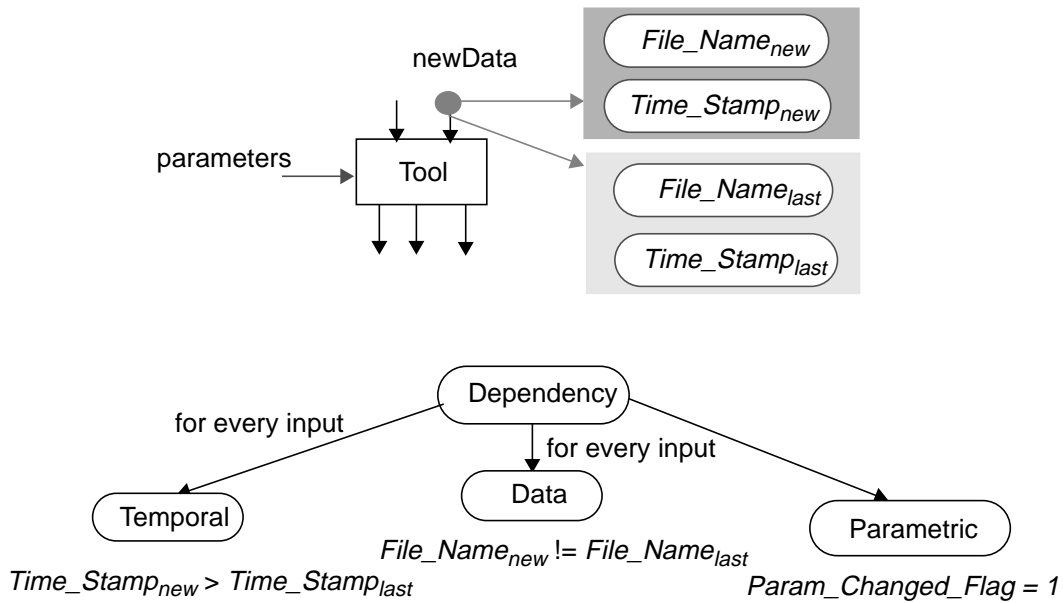 File_Name_new
newData
Time_Stamp_new
parameters
Tool
File_Name_last
Time_Stamp_last
Dependency
for every input
for every input
Temporal
Data
Parametric
File_Name_new != File_Name_last
Time_Stamp_new > Time_Stamp_last
Param_Changed_Flag = 1